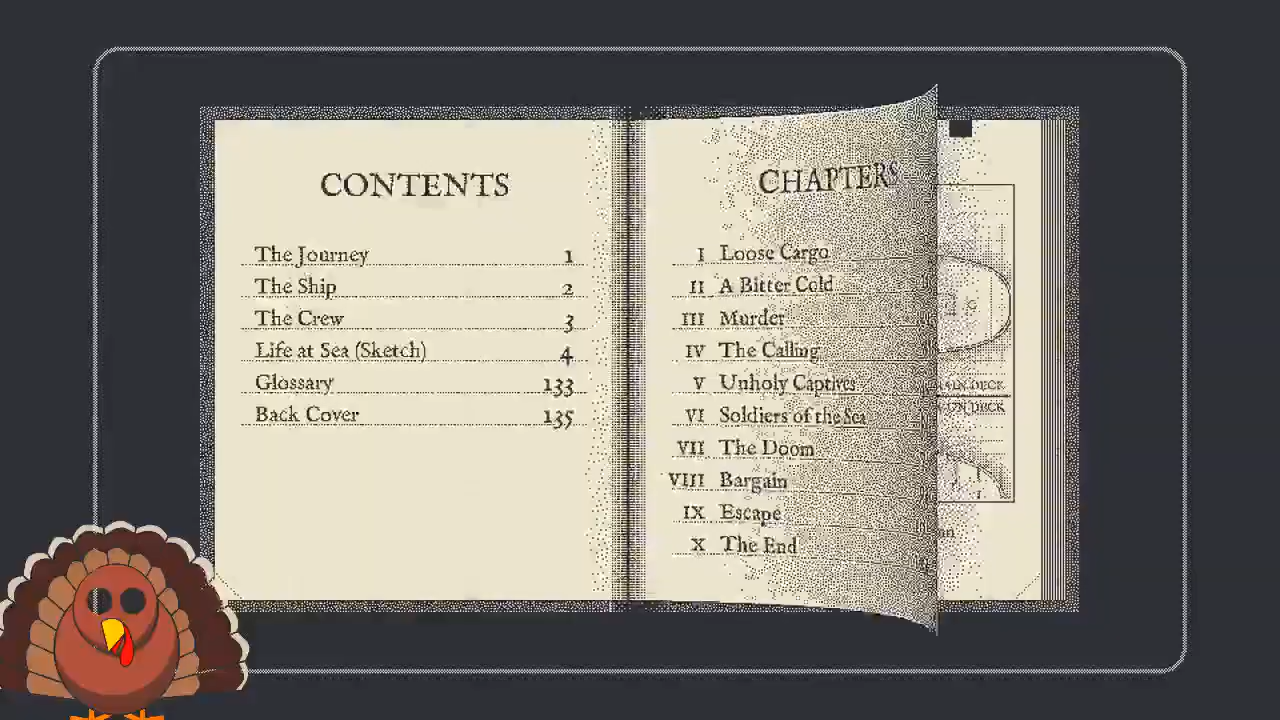 CONTENTS
The Journey 1
The Ship 2
The Crew 3
Life at Sea (Sketch) 4
Glossary 133
Back Cover 135
CHAPTERS
I Loose Cargo
II A Bitter Cold
III Murder
IV The Calling
V Unholy Captives
VI Soldiers of the Sea
VII The Doom
VIII Bargain
IX Escape
X The End
DECK
DECK